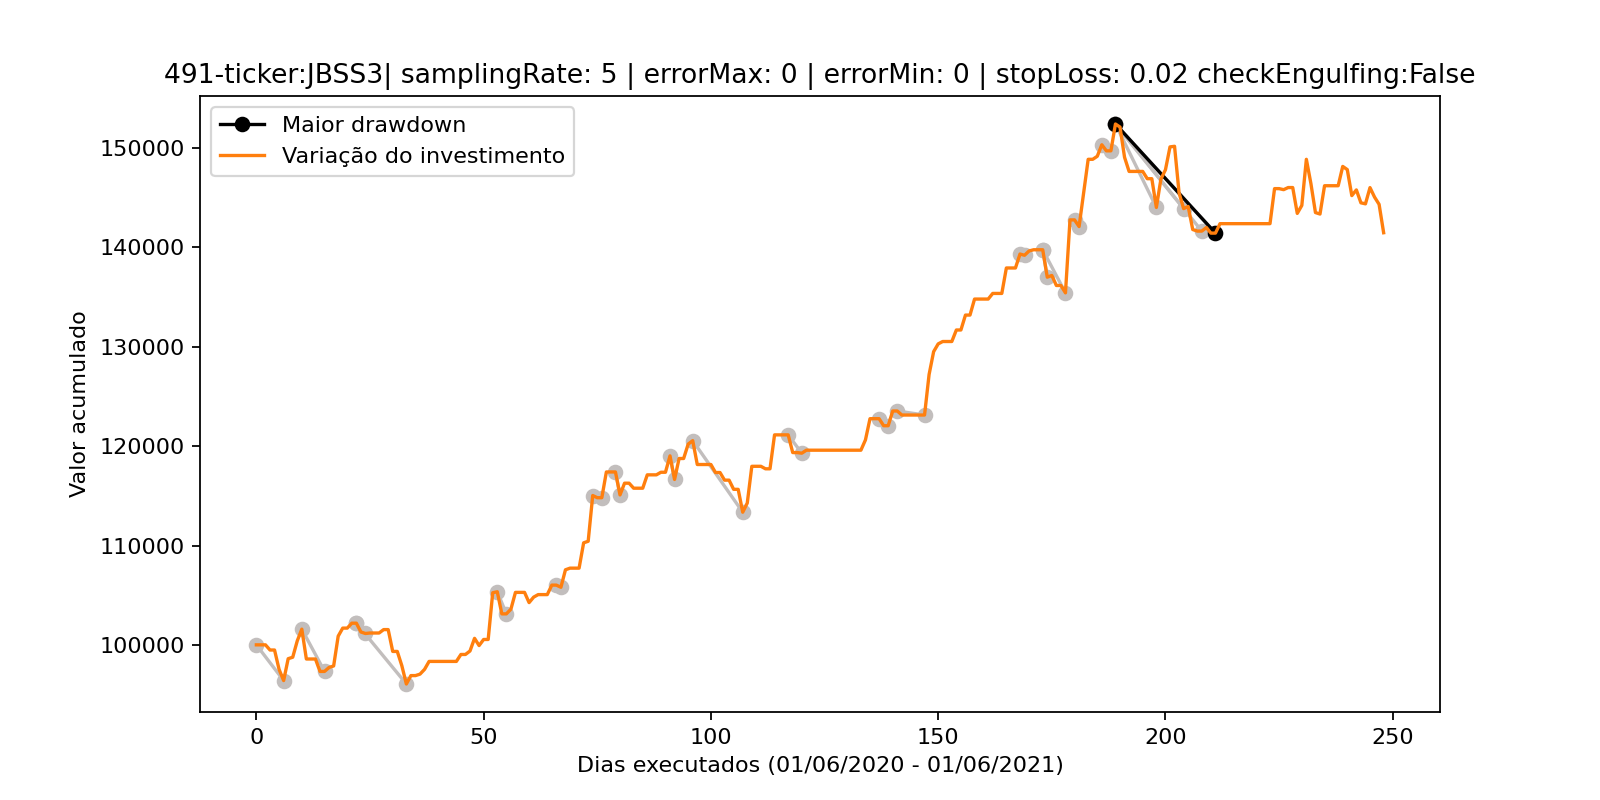 491-ticker:JBSS3| samplingRate: 5 | errorMax: 0 | errorMin: 0 | stopLoss: 0.02 checkEngulfing:False
Maior drawdown
Variação do investimento
150000
140000
130000
120000
110000
100000
Valor acumulado
0 50 100 150 200 250
Dias executados (01/06/2020 - 01/06/2021)